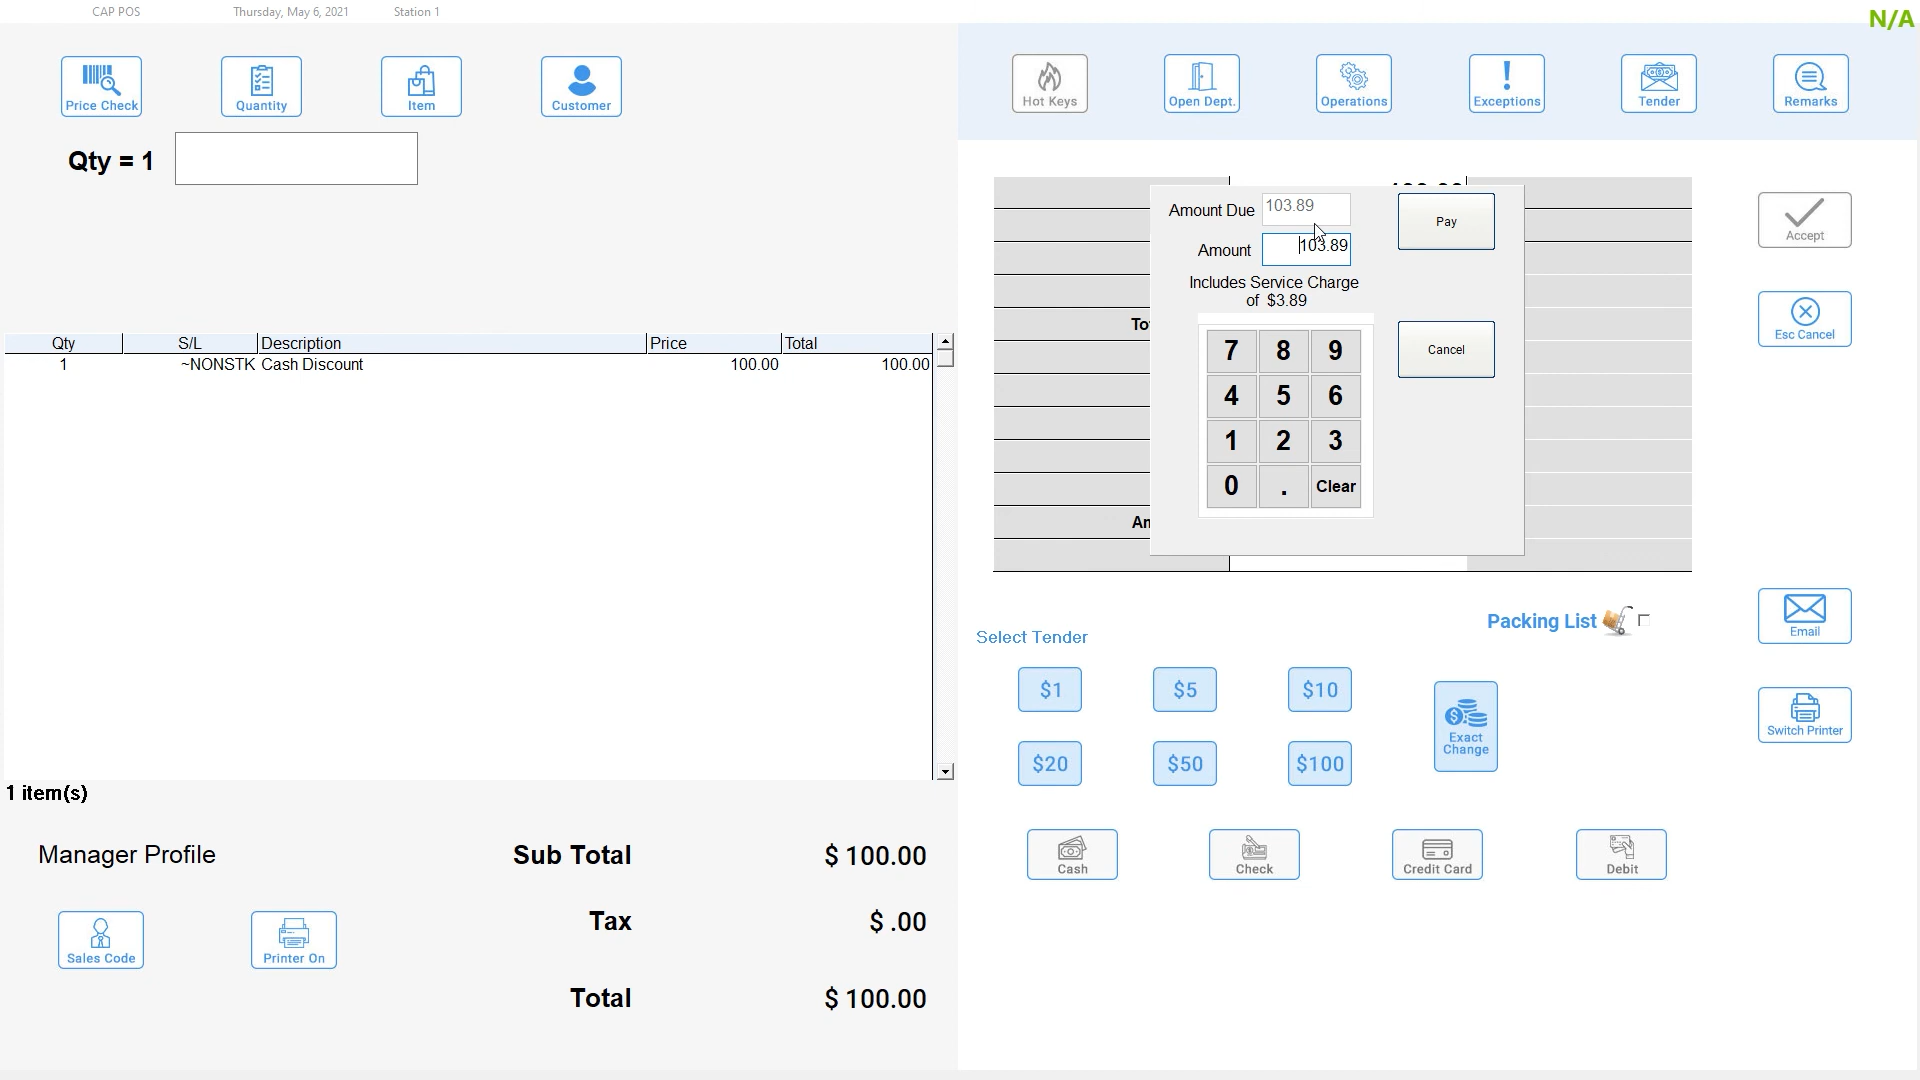 CAP POS Thursday, May 6, 2021 Station 1
N/A
Price Check Quantity Item Customer
Hot Keys Open Dept. Operations Exceptions Tender Remarks
Qty = 1
Amount Due 103.89 Pay
Amount 103.89
Includes Service Charge
of $3.89
Accept
Esc Cancel
Cancel
7 8 9
4 5 6
1 2 3
0 . Clear
Qty S/L Description Price Total
1 ~NONSTK Cash Discount 100.00 100.00
Packing List
Email
Select Tender
$1 $5 $10
Exact
Change
Switch Printer
$20 $50 $100
1 item(s)
Manager Profile Sub Total $ 100.00
Cash Check Credit Card Debit
Tax $ .00
Sales Code Printer On
Total $ 100.00